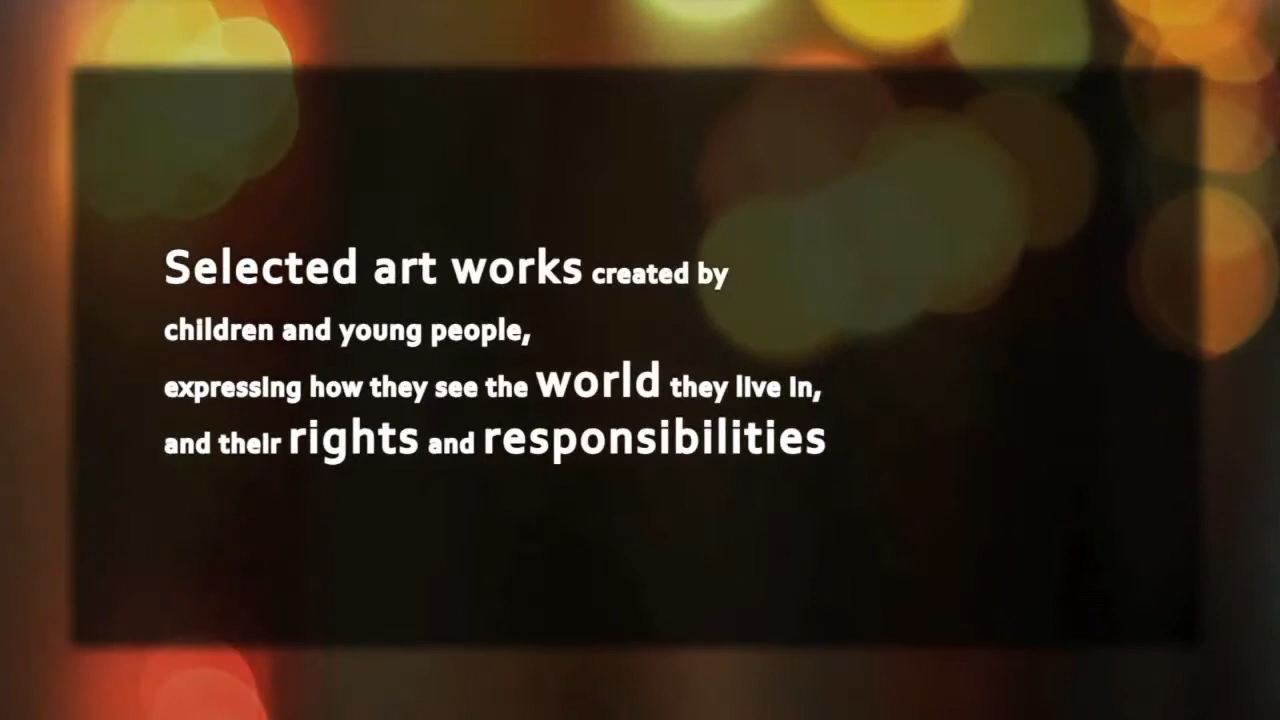 Selected art works created by
children and young people,
expressing how they see the world they live in,
and their rights and responsibilities